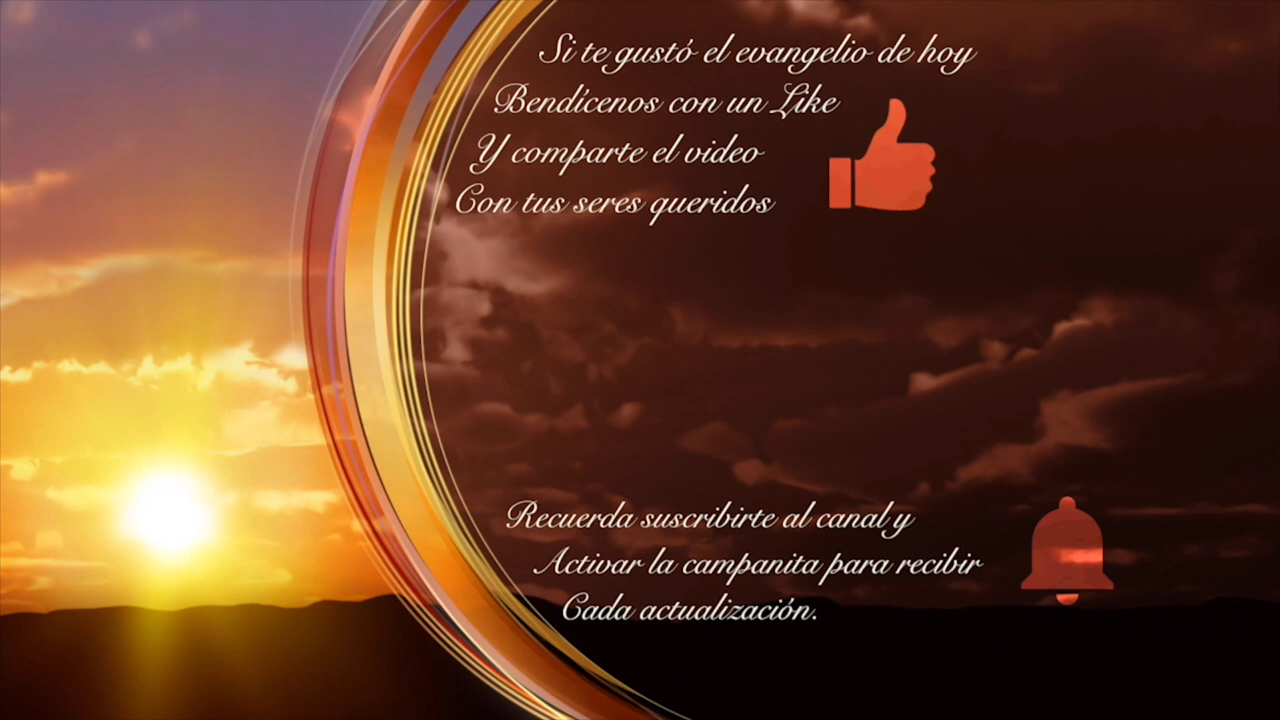 Si te gustó el evangelio de hoy
Bendícenos con un Like
Y comparte el video
Con tus seres queridos
Recuerda suscribirte al canal y
Activar la campanita para recibir
Cada actualización.